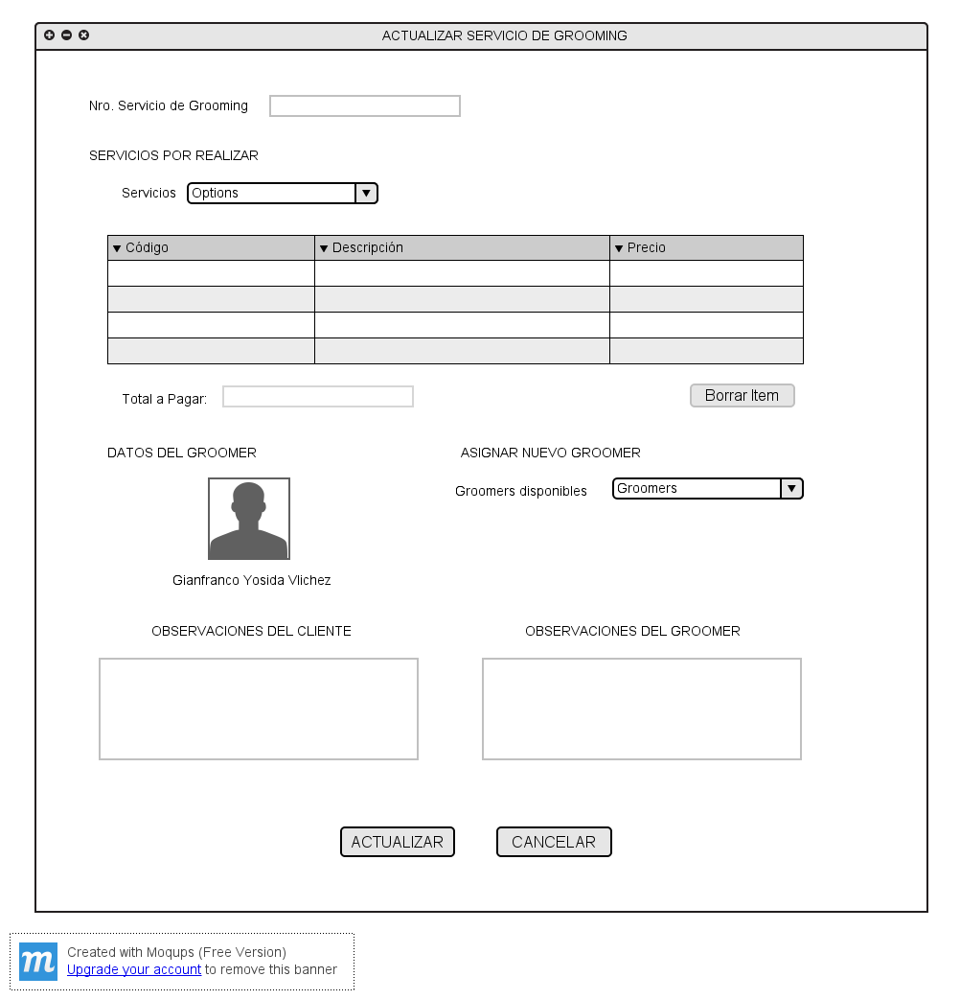 ACTUALIZAR SERVICIO DE GROOMING
Nro. Servicio de Grooming
SERVICIOS POR REALIZAR
Servicios Options
Código Descripción Precio
Total a Pagar: Borrar Item
DATOS DEL GROOMER ASIGNAR NUEVO GROOMER
Groomers disponibles Groomers
Gianfranco Yosida Vlichez
OBSERVACIONES DEL CLIENTE OBSERVACIONES DEL GROOMER
ACTUALIZAR CANCELAR
m Created with Moqups (Free Version)
Upgrade your account to remove this banner